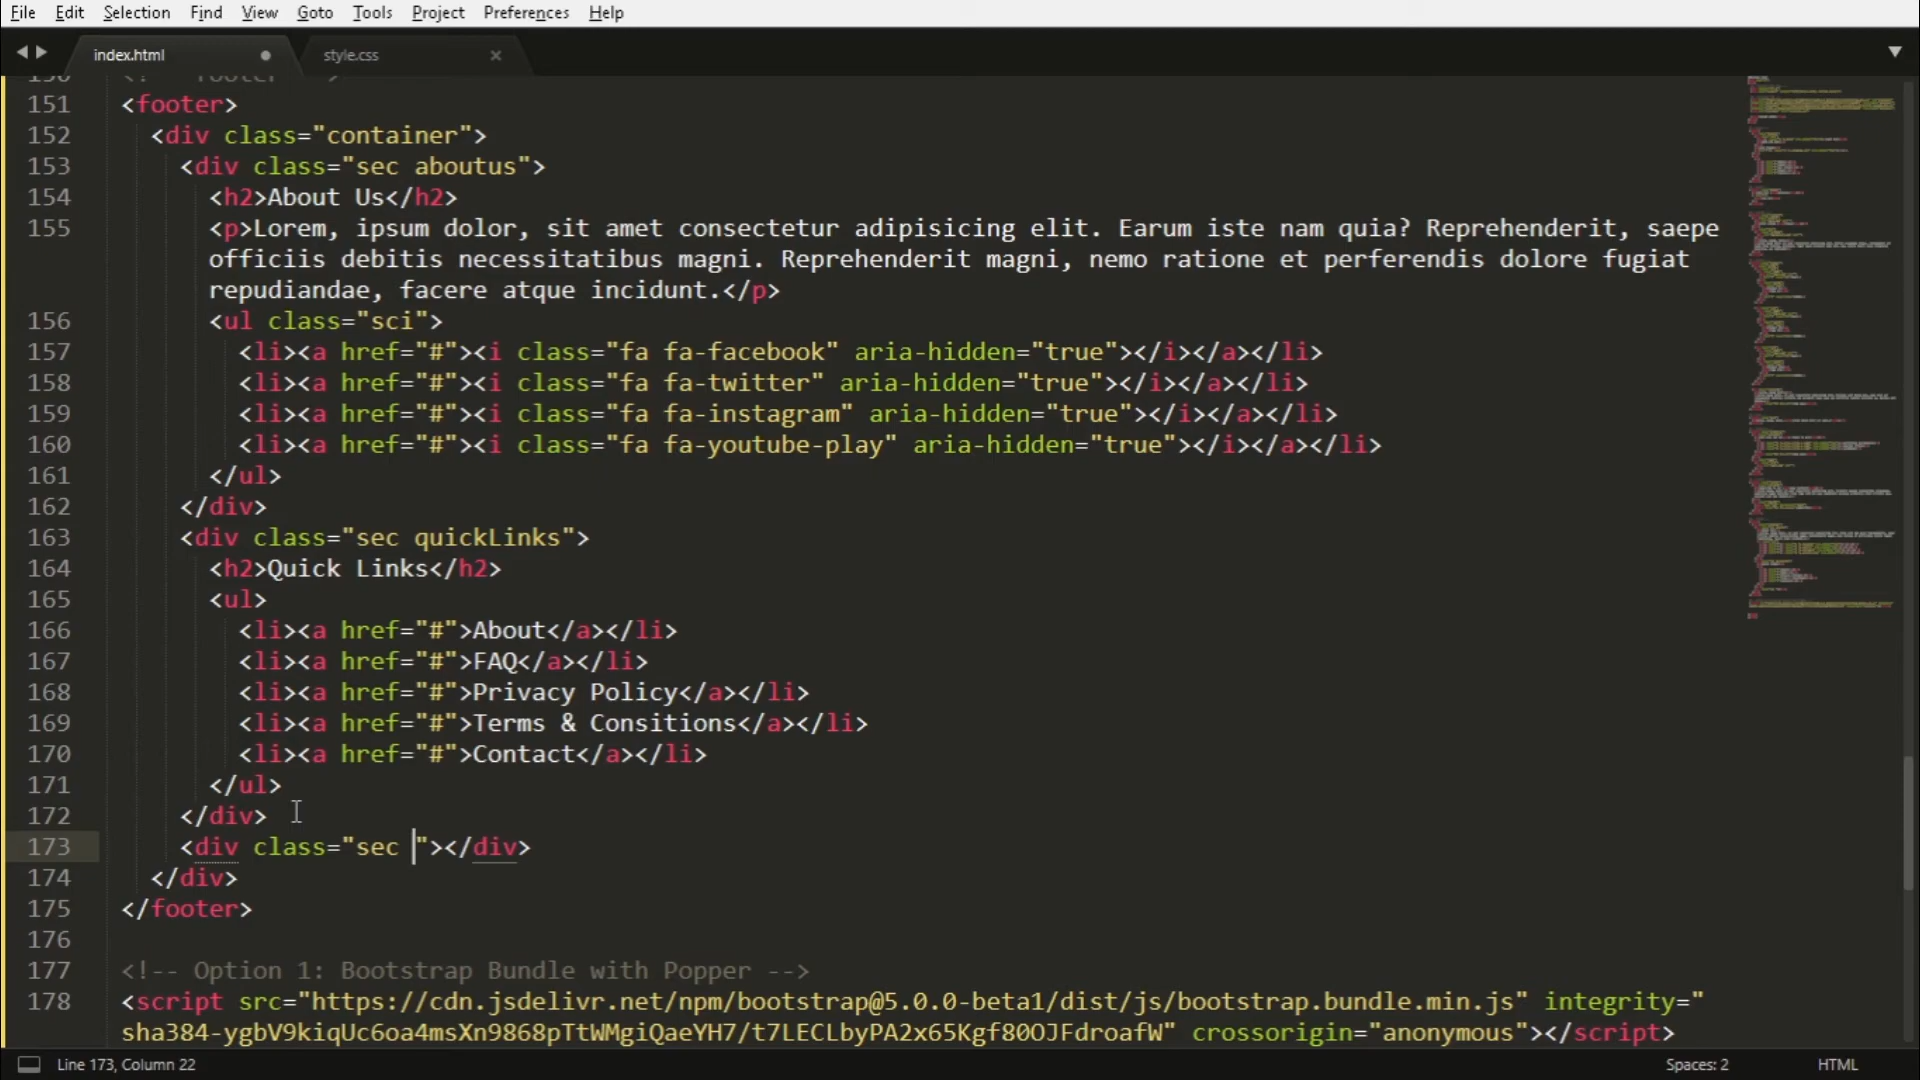 File Edit Selection Find View Goto Tools Project Preferences Help
index.html style.css
151 <footer>
152 <div class="container">
153 <div class="sec aboutus">
154 <h2>About Us</h2>
155 <p>Lorem, ipsum dolor, sit amet consectetur adipisicing elit. Earum iste nam quia? Reprehenderit, saepe
officiis debitis necessitatibus magni. Reprehenderit magni, nemo ratione et perferendis dolore fugiat
repudiandae, facere atque incidunt.</p>
156 <ul class="sci">
157 <li><a href="#"><i class="fa fa-facebook" aria-hidden="true"></i></a></li>
158 <li><a href="#"><i class="fa fa-twitter" aria-hidden="true"></i></a></li>
159 <li><a href="#"><i class="fa fa-instagram" aria-hidden="true"></i></a></li>
160 <li><a href="#"><i class="fa fa-youtube-play" aria-hidden="true"></i></a></li>
161 </ul>
162 </div>
163 <div class="sec quickLinks">
164 <h2>Quick Links</h2>
165 <ul>
166 <li><a href="#">About</a></li>
167 <li><a href="#">FAQ</a></li>
168 <li><a href="#">Privacy Policy</a></li>
169 <li><a href="#">Terms & Consitions</a></li>
170 <li><a href="#">Contact</a></li>
171 </ul>
172 </div>
173 <div class="sec "></div>
174 </div>
175 </footer>
176
177 <!-- Option 1: Bootstrap Bundle with Popper -->
178 <script src="https://cdn.jsdelivr.net/npm/bootstrap@5.0.0-beta1/dist/js/bootstrap.bundle.min.js" integrity="
sha384-ygbV9kiqUc6oa4msXn9868pTtWMgiQaeYH7/t7LECLbyPA2x65Kgf80OJFdroafW" crossorigin="anonymous"></script>
Line 173, Column 22 Spaces: 2 HTML